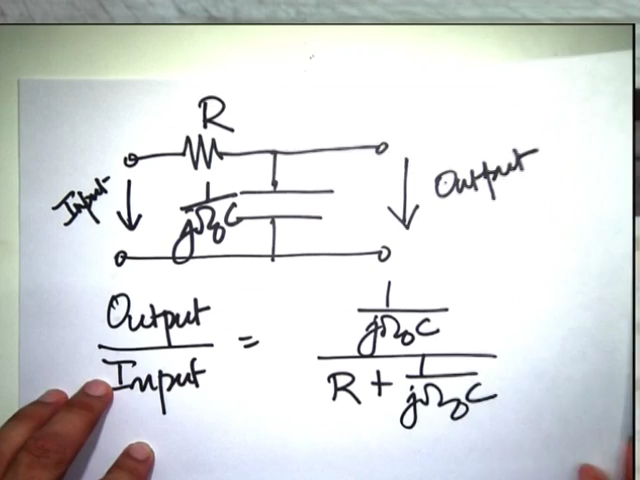 R
Input
1/jΩ₀C
Output
Output/Input = (1/jΩ₀C)/(R + 1/jΩ₀C)